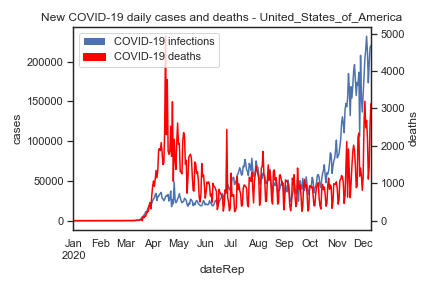 New COVID-19 daily cases and deaths - United_States_of_America
COVID-19 infections
COVID-19 deaths
200000
150000
100000
50000
0
cases
5000
4000
3000
2000
1000
0
deaths
Jan Feb Mar Apr May Jun Jul Aug Sep Oct Nov Dec
2020
dateRep